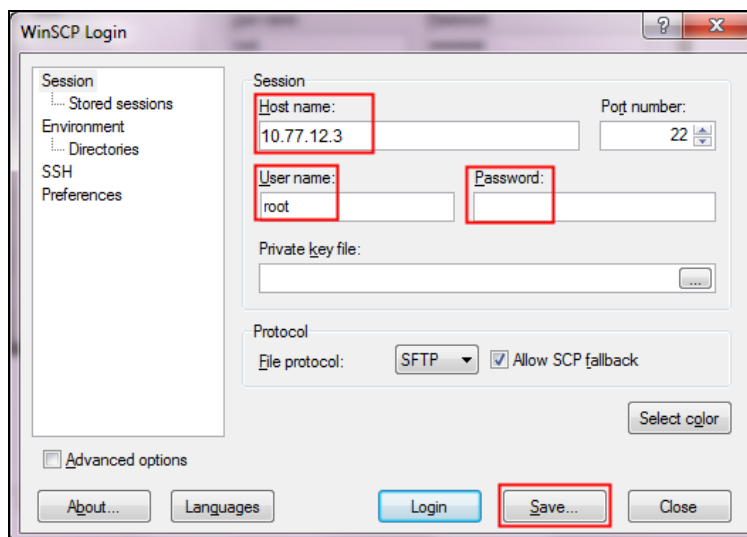 WinSCP Login
Session
Stored sessions
Environment
Directories
SSH
Preferences
Session
Host name:
Port number:
10.77.12.3
22
User name:
Password:
root
Private key file:
...
Protocol
File protocol:
SFTP
Allow SCP fallback
Select color
Advanced options
About...
Languages
Login
Save...
Close